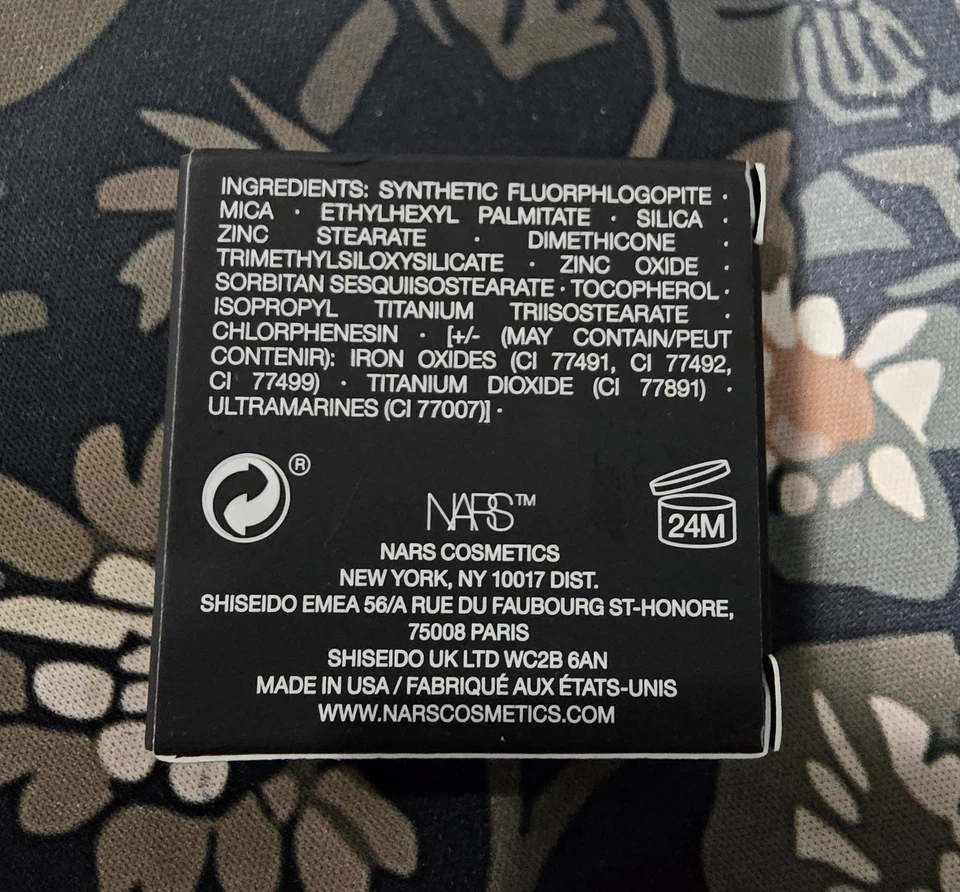 INGREDIENTS: SYNTHETIC FLUORPHLOGOPITE ·
MICA · ETHYLHEXYL PALMITATE · SILICA ·
ZINC STEARATE · DIMETHICONE ·
TRIMETHYLSILOXYSILICATE · ZINC OXIDE ·
SORBITAN SESQUIISOSTEARATE · TOCOPHEROL ·
ISOPROPYL TITANIUM TRIISOSTEARATE ·
CHLORPHENESIN · [+/- (MAY CONTAIN/PEUT
CONTENIR): IRON OXIDES (CI 77491, CI 77492,
CI 77499) · TITANIUM DIOXIDE (CI 77891) ·
ULTRAMARINES (CI 77007)] ·
®
NARS™
24M
NARS COSMETICS
NEW YORK, NY 10017 DIST.
SHISEIDO EMEA 56/A RUE DU FAUBOURG ST-HONORE,
75008 PARIS
SHISEIDO UK LTD WC2B 6AN
MADE IN USA / FABRIQUÉ AUX ÉTATS-UNIS
WWW.NARSCOSMETICS.COM